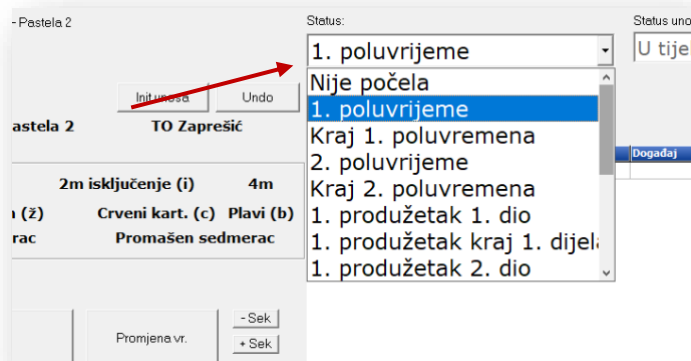 - Pastela 2
Status:
Status uno
1. poluvrijeme
U tije
Nije počela
1. poluvrijeme
Kraj 1. poluvremena
2. poluvrijeme
Kraj 2. poluvremena
1. produžetak 1. dio
1. produžetak kraj 1. dijela
1. produžetak 2. dio
Init unosa
Undo
astela 2
TO Zaprešić
Događaj
2m isključenje (i)
4m
(ž)
Crveni kart. (c)
Plavi (b)
rac
Promašen sedmerac
- Sek
Promjena vr.
+ Sek